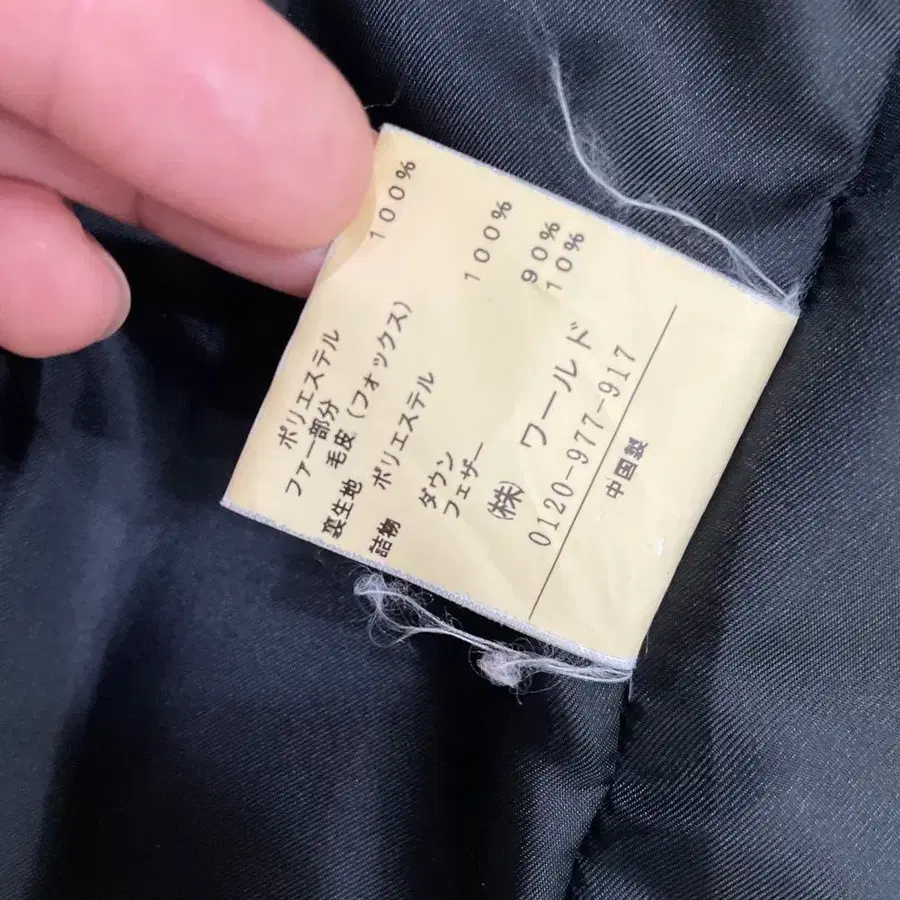 ポリエステル 100%
ファー部分
毛皮(フォックス)
裏生地 ポリエステル 100%
詰物 ダウン 90%
フェザー 10%
㈱ ワールド
0120-977-917
中国製